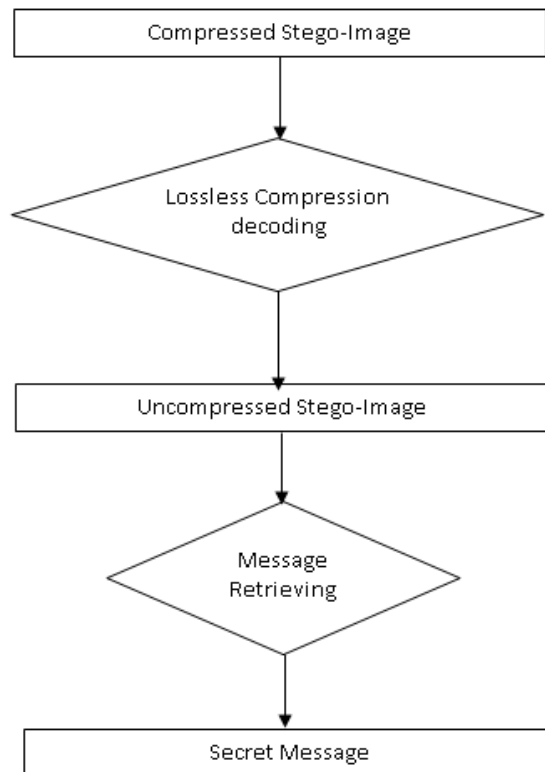 Compressed Stego-Image
Lossless Compression
decoding
Uncompressed Stego-Image
Message
Retrieving
Secret Message